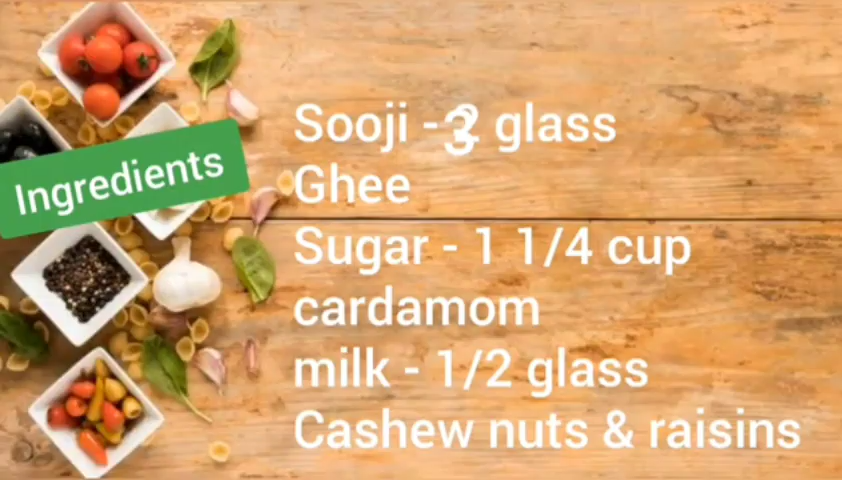 Ingredients
Sooji - glass
Ghee
Sugar - 1 1/4 cup
cardamom
milk - 1/2 glass
Cashew nuts & raisins